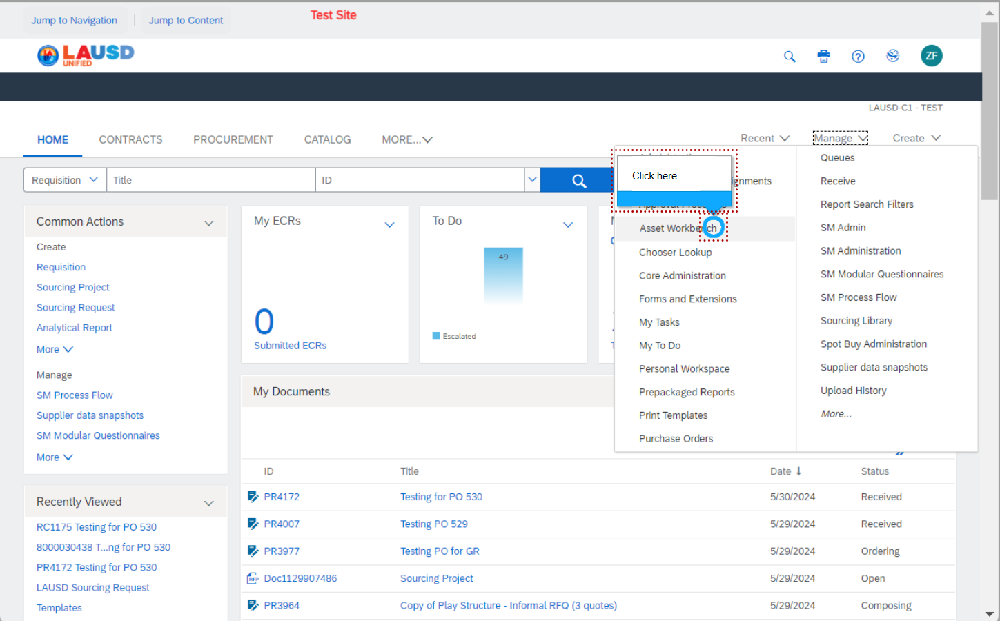 Jump to Navigation
Jump to Content
Test Site
LAUSD
UNIFIED
ZF
LAUSD-C1 - TEST
HOME
CONTRACTS
PROCUREMENT
CATALOG
MORE...
Recent
Manage
Create
Requisition
Title
ID
Common Actions
Create
Requisition
Sourcing Project
Sourcing Request
Analytical Report
More
Manage
SM Process Flow
Supplier data snapshots
SM Modular Questionnaires
More
Recently Viewed
RC1175 Testing for PO 530
8000030438 T...ng for PO 530
PR4172 Testing for PO 530
LAUSD Sourcing Request
Templates
My ECRs
0
Submitted ECRs
To Do
49
Escalated
Click here .
Asset Workbench
Chooser Lookup
Core Administration
Forms and Extensions
My Tasks
My To Do
Personal Workspace
Prepackaged Reports
Print Templates
Purchase Orders
Queues
Receive
Report Search Filters
SM Admin
SM Administration
SM Modular Questionnaires
SM Process Flow
Sourcing Library
Spot Buy Administration
Supplier data snapshots
Upload History
More...
My Documents
ID Title Date Status
PR4172 Testing for PO 530 5/30/2024 Received
PR4007 Testing PO 529 5/29/2024 Received
PR3977 Testing PO for GR 5/29/2024 Ordering
Doc1129907486 Sourcing Project 5/29/2024 Open
PR3964 Copy of Play Structure - Informal RFQ (3 quotes) 5/29/2024 Composing